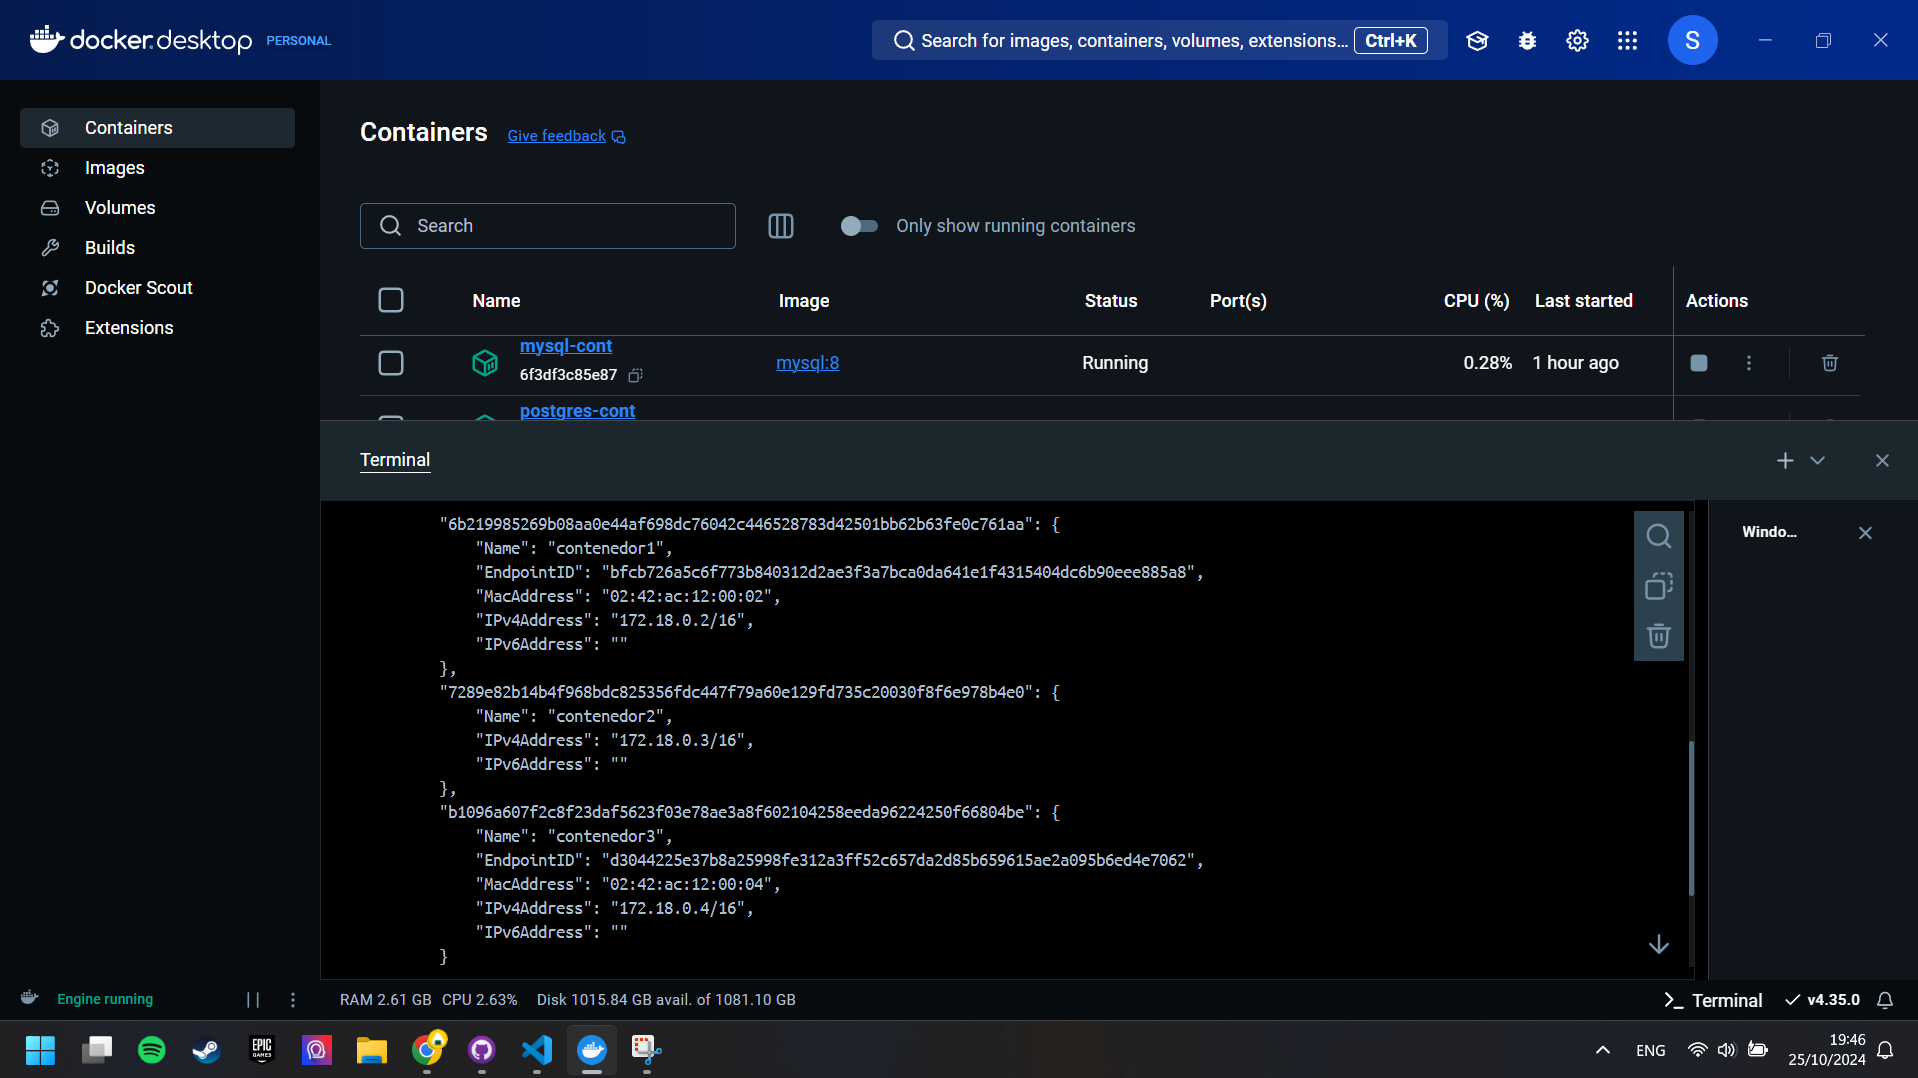 docker.desktop PERSONAL
Search for images, containers, volumes, extensions... Ctrl+K
S
Containers
Images
Volumes
Builds
Docker Scout
Extensions
Containers Give feedback
Search
Only show running containers
Name Image Status Port(s) CPU (%) Last started Actions
mysql-cont
6f3df3c85e87
mysql:8 Running 0.28% 1 hour ago
postgres-cont
Terminal
Windo...
"6b219985269b08aa0e44af698dc76042c446528783d42501bb62b63fe0c761aa": {
"Name": "contenedor1",
"EndpointID": "bfcb726a5c6f773b840312d2ae3f3a7bca0da641e1f4315404dc6b90eee885a8",
"MacAddress": "02:42:ac:12:00:02",
"IPv4Address": "172.18.0.2/16",
"IPv6Address": ""
},
"7289e82b14b4f968bdc825356fdc447f79a60e129fd735c20030f8f6e978b4e0": {
"Name": "contenedor2",
"IPv4Address": "172.18.0.3/16",
"IPv6Address": ""
},
"b1096a607f2c8f23daf5623f03e78ae3a8f602104258eeda96224250f66804be": {
"Name": "contenedor3",
"EndpointID": "d3044225e37b8a25998fe312a3ff52c657da2d85b659615ae2a095b6ed4e7062",
"MacAddress": "02:42:ac:12:00:04",
"IPv4Address": "172.18.0.4/16",
"IPv6Address": ""
}
Engine running RAM 2.61 GB CPU 2.63% Disk 1015.84 GB avail. of 1081.10 GB Terminal v4.35.0
EPIC GAMES
ENG
19:46
25/10/2024